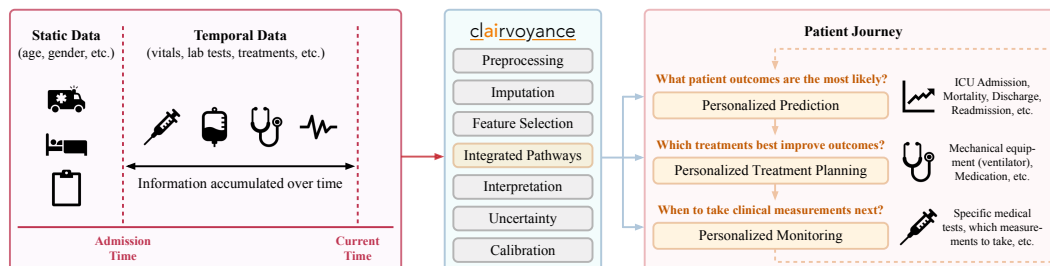 Static Data
(age, gender, etc.)
Temporal Data
(vitals, lab tests, treatments, etc.)
Information accumulated over time
Admission
Time
Current
Time
clairvoyance
Preprocessing
Imputation
Feature Selection
Integrated Pathways
Interpretation
Uncertainty
Calibration
Patient Journey
What patient outcomes are the most likely?
Personalized Prediction
ICU Admission,
Mortality, Discharge,
Readmission, etc.
Which treatments best improve outcomes?
Personalized Treatment Planning
Mechanical equip-
ment (ventilator),
Medication, etc.
When to take clinical measurements next?
Personalized Monitoring
Specific medical
tests, which measure-
ments to take, etc.